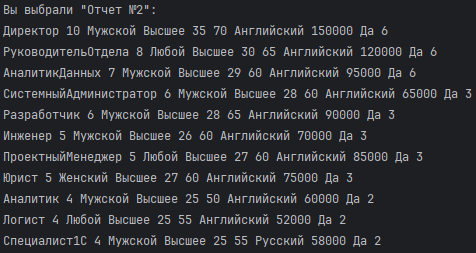 Вы выбрали "Отчет №2":
Директор 10 Мужской Высшее 35 70 Английский 150000 Да 6
РуководительОтдела 8 Любой Высшее 30 65 Английский 120000 Да 6
АналитикДанных 7 Мужской Высшее 29 60 Английский 95000 Да 6
СистемныйАдминистратор 6 Мужской Высшее 28 60 Английский 65000 Да 3
Разработчик 6 Мужской Высшее 28 65 Английский 90000 Да 3
Инженер 5 Мужской Высшее 26 60 Английский 70000 Да 3
ПроектныйМенеджер 5 Любой Высшее 27 60 Английский 85000 Да 3
Юрист 5 Женский Высшее 27 60 Английский 75000 Да 3
Аналитик 4 Мужской Высшее 25 50 Английский 60000 Да 2
Логист 4 Любой Высшее 25 55 Английский 52000 Да 2
Специалист1С 4 Мужской Высшее 25 55 Русский 58000 Да 2